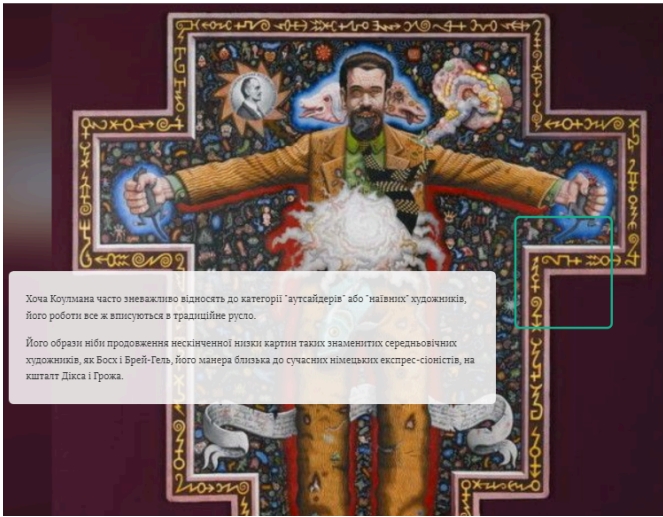 Хоча Коулмана часто зневажливо відносять до категорії "аутсайдерів" або "наївних" художників,
його роботи все ж вписуються в традиційне русло.
Його образи ніби продовження нескінченної низки картин таких знаменитих середньовічних
художників, як Босх і Брей-Гель, його манера близька до сучасних німецьких експрес-сіоністів, на
кшталт Дікса і Грожа.